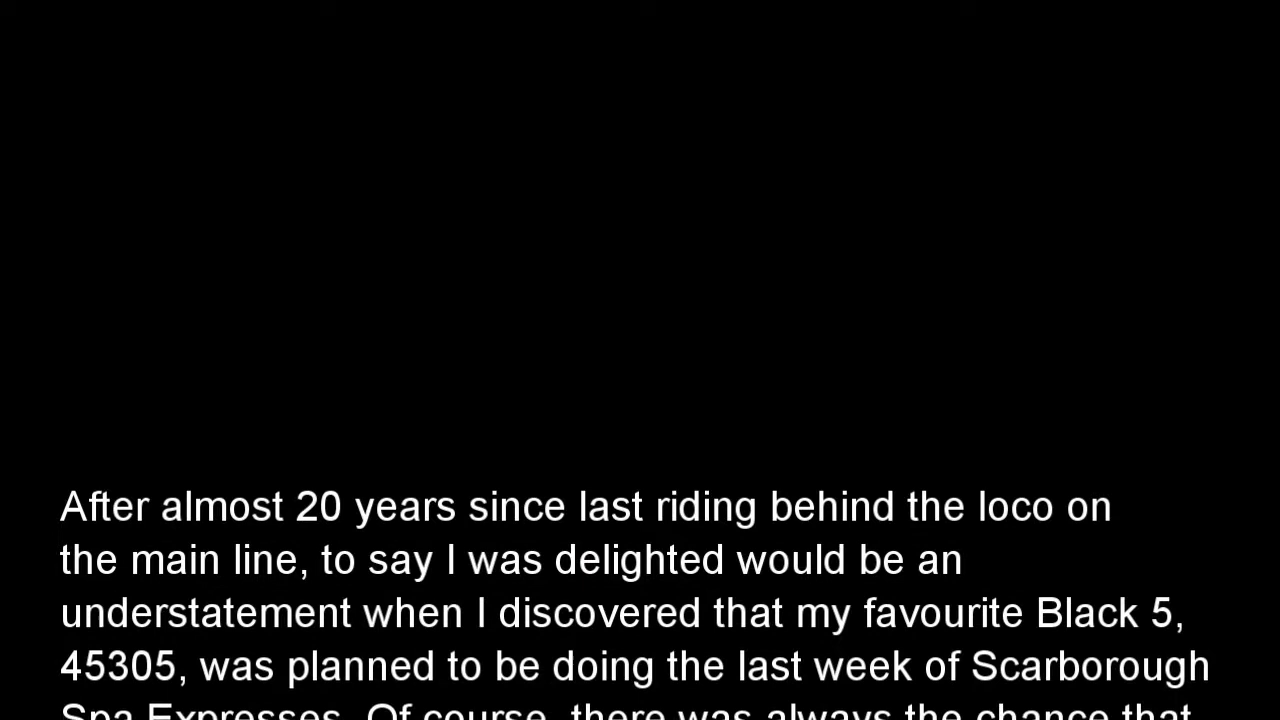 After almost 20 years since last riding behind the loco on
the main line, to say I was delighted would be an
understatement when I discovered that my favourite Black 5,
45305, was planned to be doing the last week of Scarborough
Spa Expresses. Of course, there was always the chance that